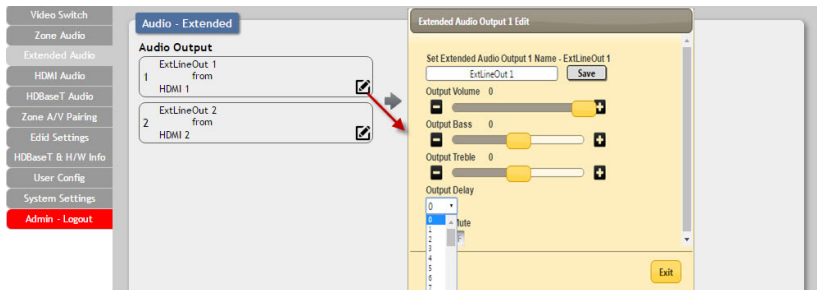 Video Switch
Zone Audio
Extended Audio
HDMI Audio
HDBaseT Audio
Zone A/V Pairing
Edid Settings
HDBaseT & H/W Info
User Config
System Settings
Admin - Logout
Audio - Extended
Audio Output
1 ExtLineOut 1
from
HDMI 1
2 ExtLineOut 2
from
HDMI 2
Extended Audio Output 1 Edit
Set Extended Audio Output 1 Name - ExtLineOut 1
ExtLineOut 1 Save
Output Volume 0
Output Bass 0
Output Treble 0
Output Delay
0
0
1
2
3
4
5
6
7
Mute
Exit